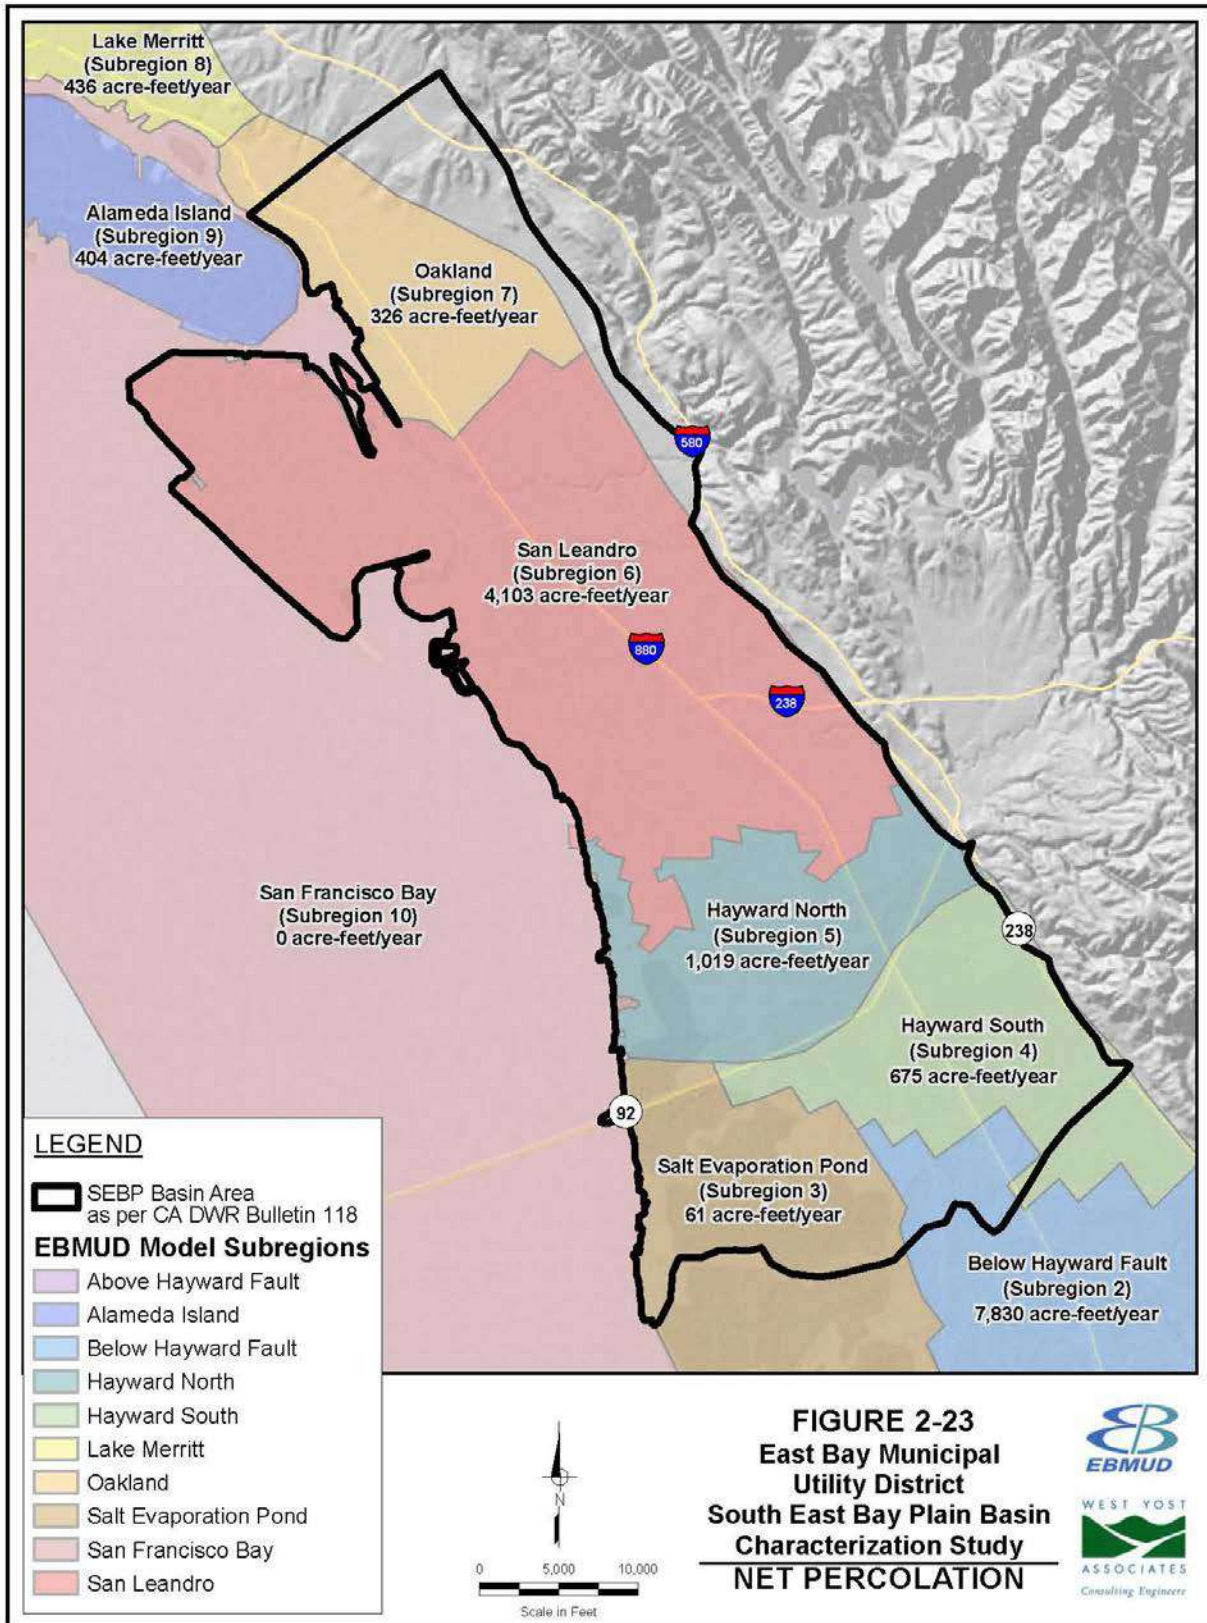 Lake Merritt
(Subregion 8)
436 acre-feet/year
Alameda Island
(Subregion 9)
404 acre-feet/year
Oakland
(Subregion 7)
326 acre-feet/year
580
San Leandro
(Subregion 6)
4,103 acre-feet/year
880
238
San Francisco Bay
(Subregion 10)
0 acre-feet/year
Hayward North
(Subregion 5)
1,019 acre-feet/year
238
Hayward South
(Subregion 4)
675 acre-feet/year
92
Salt Evaporation Pond
(Subregion 3)
61 acre-feet/year
Below Hayward Fault
(Subregion 2)
7,830 acre-feet/year
LEGEND
SEBP Basin Area
as per CA DWR Bulletin 118
EBMUD Model Subregions
Above Hayward Fault
Alameda Island
Below Hayward Fault
Hayward North
Hayward South
Lake Merritt
Oakland
Salt Evaporation Pond
San Francisco Bay
San Leandro
N
0 5,000 10,000
Scale in Feet
FIGURE 2-23
East Bay Municipal
Utility District
South East Bay Plain Basin
Characterization Study
NET PERCOLATION
EBMUD
WEST YOST
ASSOCIATES
Consulting Engineers